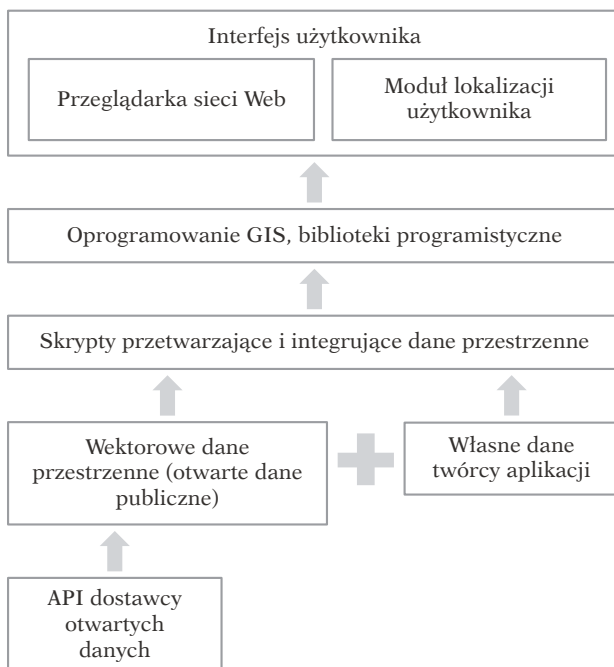 Interfejs użytkownika
Przeglądarka sieci Web
Moduł lokalizacji
użytkownika
Oprogramowanie GIS, biblioteki programistyczne
Skrypty przetwarzające i integrujące dane przestrzenne
Wektorowe dane
przestrzenne (otwarte dane
publiczne)
Własne dane
twórcy aplikacji
API dostawcy
otwartych
danych